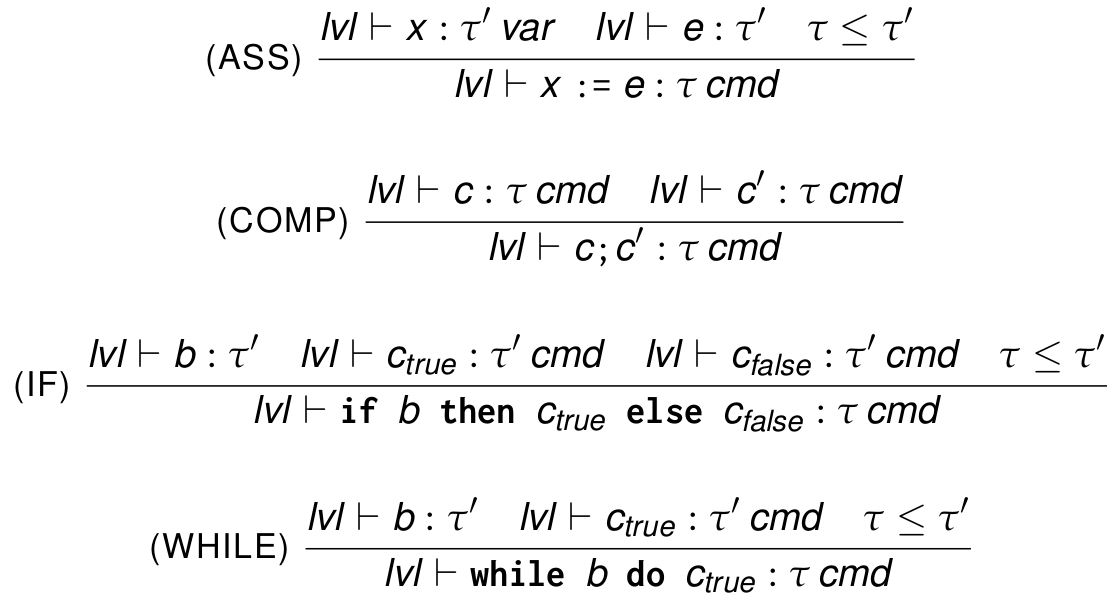 lvl ⊢ x : τ′ var lvl ⊢ e : τ′ τ ≤ τ′
(ASS)
lvl ⊢ x := e : τ cmd
lvl ⊢ c : τ cmd lvl ⊢ c′ : τ cmd
(COMP)
lvl ⊢ c; c′ : τ cmd
lvl ⊢ b : τ′ lvl ⊢ c_true : τ′ cmd lvl ⊢ c_false : τ′ cmd τ ≤ τ′
(IF)
lvl ⊢ if b then c_true else c_false : τ cmd
lvl ⊢ b : τ′ lvl ⊢ c_true : τ′ cmd τ ≤ τ′
(WHILE)
lvl ⊢ while b do c_true : τ cmd